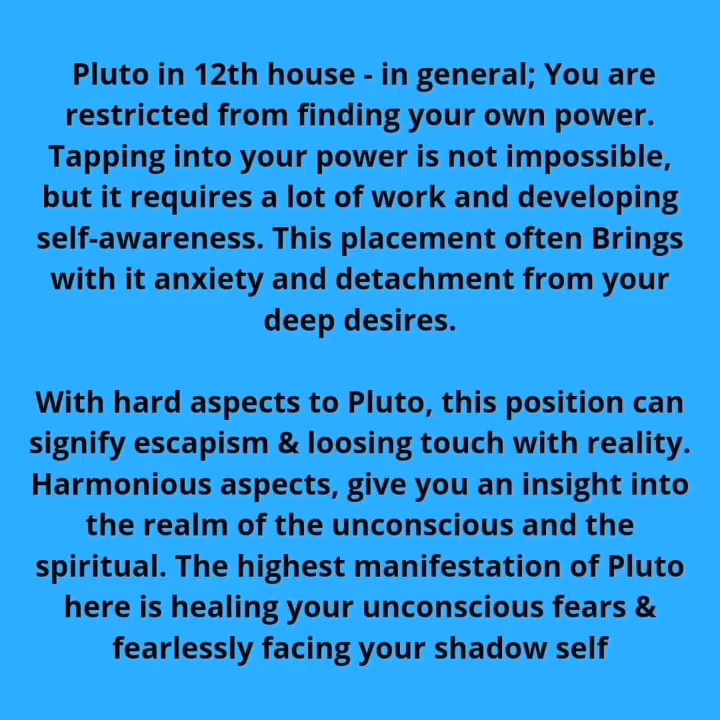 Pluto in 12th house - in general; You are
restricted from finding your own power.
Tapping into your power is not impossible,
but it requires a lot of work and developing
self-awareness. This placement often Brings
with it anxiety and detachment from your
deep desires.
With hard aspects to Pluto, this position can
signify escapism & loosing touch with reality.
Harmonious aspects, give you an insight into
the realm of the unconscious and the
spiritual. The highest manifestation of Pluto
here is healing your unconscious fears &
fearlessly facing your shadow self